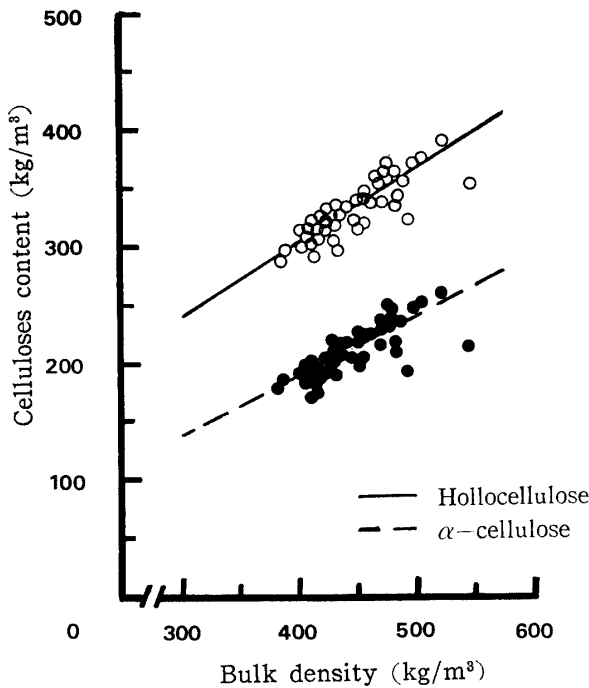 500
400
300
200
100
0
Celluloses content (kg/m³)
Hollocellulose
α-cellulose
300 400 500 600
Bulk density (kg/m³)